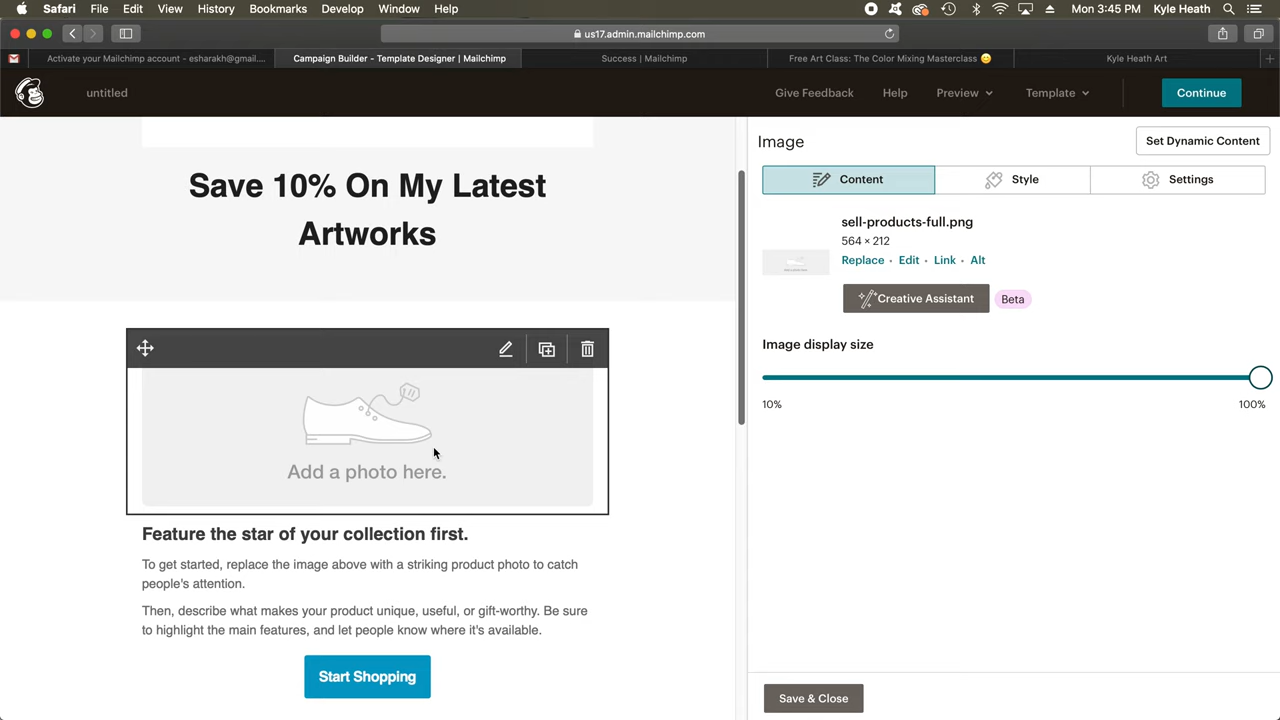 Safari File Edit View History Bookmarks Develop Window Help Mon 3:45 PM Kyle Heath
us17.admin.mailchimp.com
Activate your Mailchimp account - esharakh@gmail.... Campaign Builder - Template Designer | Mailchimp Success | Mailchimp Free Art Class: The Color Mixing Masterclass 😊 Kyle Heath Art
untitled Give Feedback Help Preview Template Continue
Image Set Dynamic Content
Content Style Settings
Save 10% On My Latest
Artworks
sell-products-full.png
564 × 212
Replace • Edit • Link • Alt
Creative Assistant Beta
Image display size
10% 100%
Add a photo here.
Feature the star of your collection first.
To get started, replace the image above with a striking product photo to catch
people's attention.
Then, describe what makes your product unique, useful, or gift-worthy. Be sure
to highlight the main features, and let people know where it's available.
Start Shopping
Save & Close